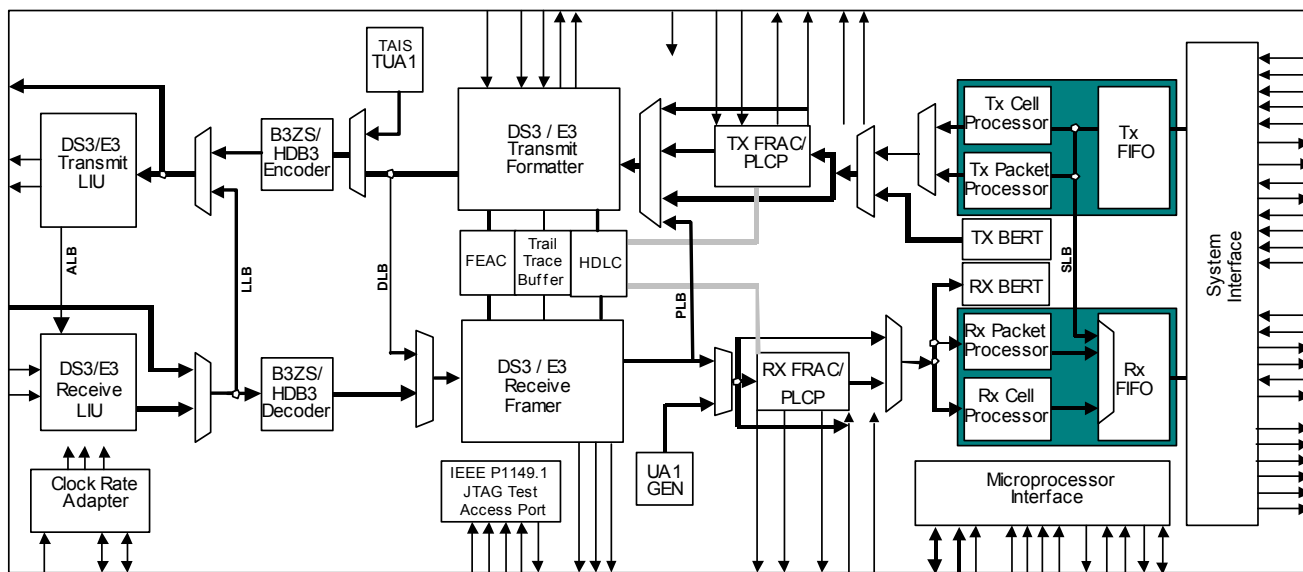 TAIS
TUA1
DS3/E3
Transmit
LIU
B3ZS/
HDB3
Encoder
DS3 / E3
Transmit
Formatter
TX FRAC/
PLCP
Tx Cell
Processor
Tx Packet
Processor
Tx
FIFO
TX BERT
RX BERT
System
Interface
FEAC
Trail
Trace
Buffer
HDLC
ALB
LLB
DLB
PLB
SLB
DS3/E3
Receive
LIU
B3ZS/
HDB3
Decoder
DS3 / E3
Receive
Framer
RX FRAC/
PLCP
Rx Packet
Processor
Rx Cell
Processor
Rx
FIFO
Clock Rate
Adapter
IEEE P1149.1
JTAG Test
Access Port
UA1
GEN
Microprocessor
Interface